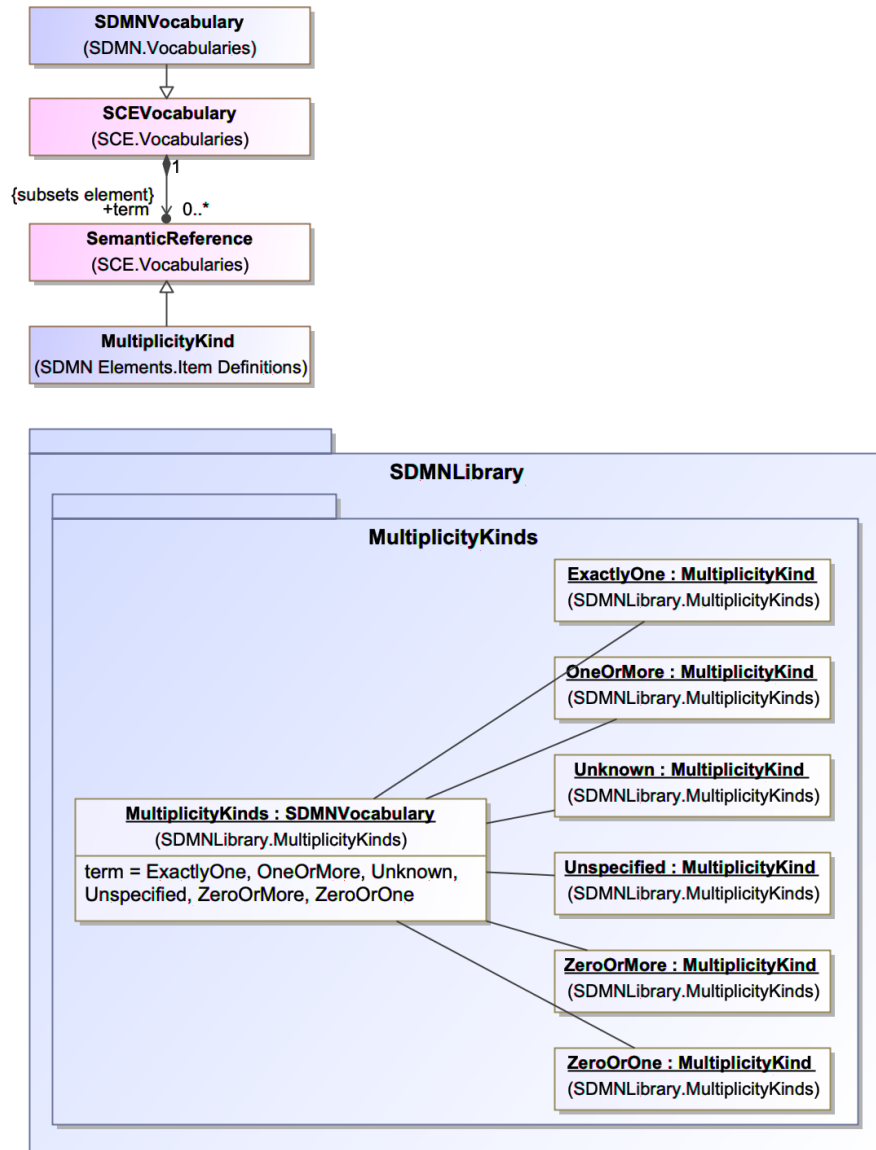 SDMNVocabulary
(SDMN.Vocabularies)
SCEVocabulary
(SCE.Vocabularies)
1
{subsets element}
+term 0..*
SemanticReference
(SCE.Vocabularies)
MultiplicityKind
(SDMN Elements.Item Definitions)
SDMNLibrary
MultiplicityKinds
ExactlyOne : MultiplicityKind
(SDMNLibrary.MultiplicityKinds)
OneOrMore : MultiplicityKind
(SDMNLibrary.MultiplicityKinds)
Unknown : MultiplicityKind
(SDMNLibrary.MultiplicityKinds)
MultiplicityKinds : SDMNVocabulary
(SDMNLibrary.MultiplicityKinds)
term = ExactlyOne, OneOrMore, Unknown,
Unspecified, ZeroOrMore, ZeroOrOne
Unspecified : MultiplicityKind
(SDMNLibrary.MultiplicityKinds)
ZeroOrMore : MultiplicityKind
(SDMNLibrary.MultiplicityKinds)
ZeroOrOne : MultiplicityKind
(SDMNLibrary.MultiplicityKinds)